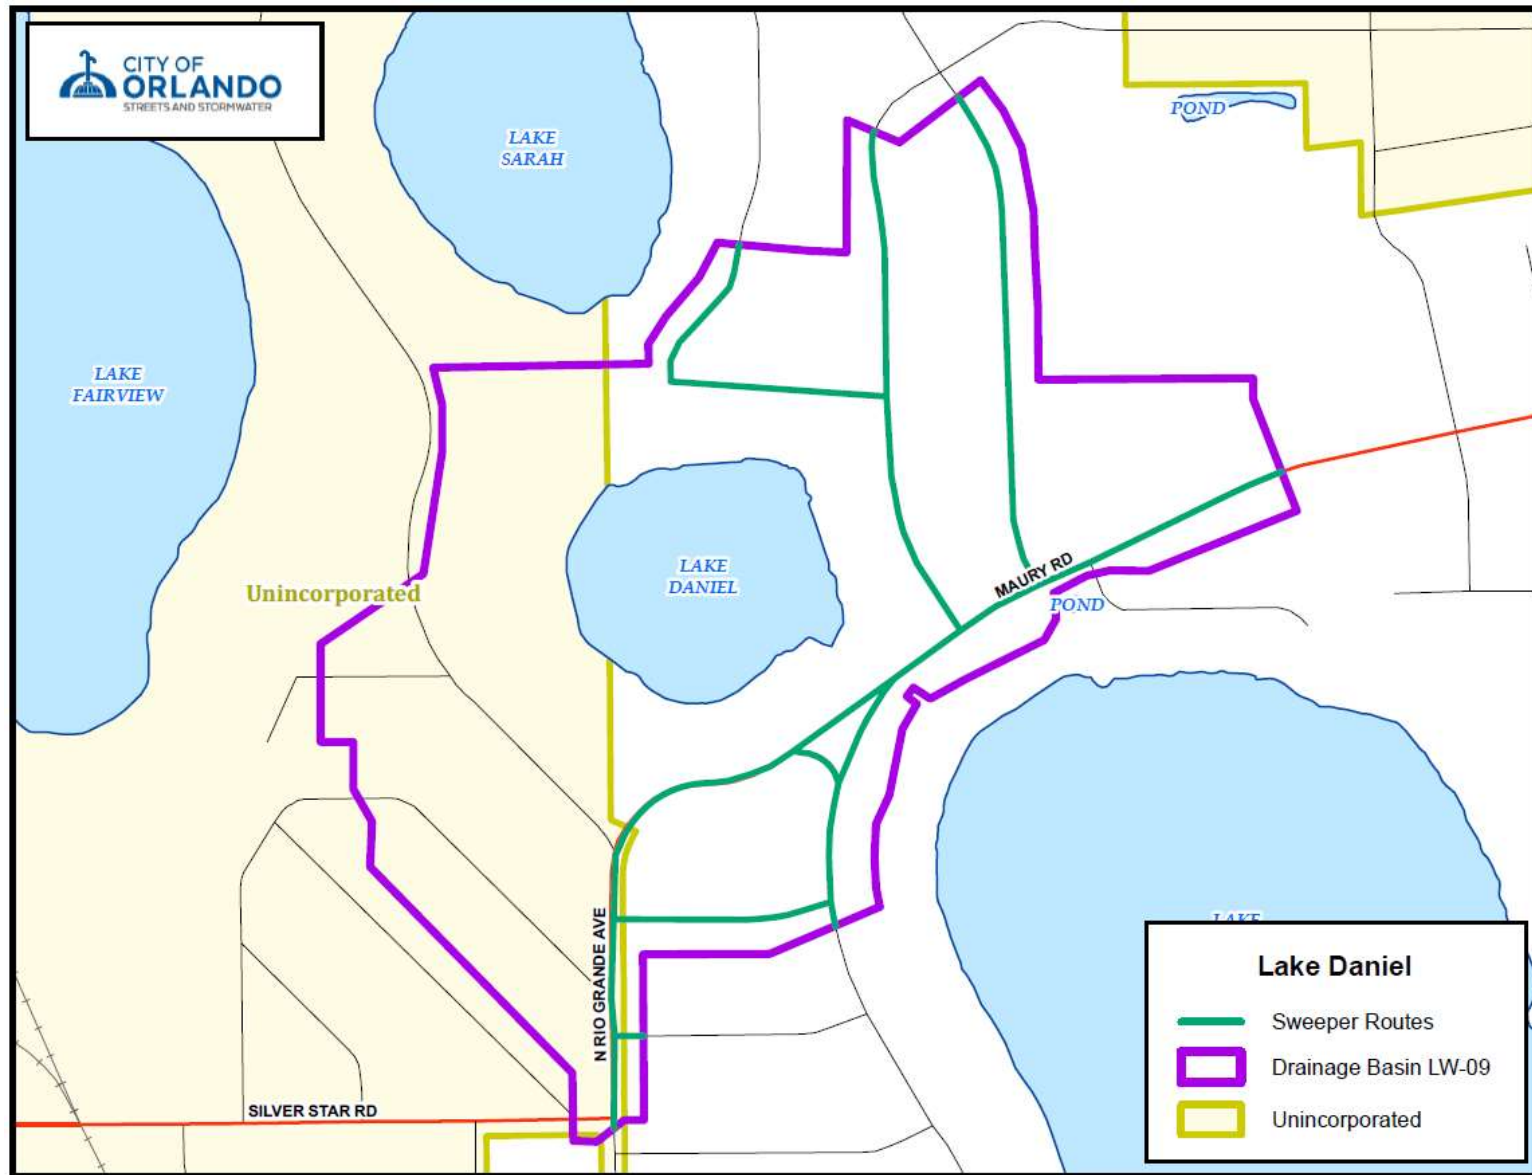 CITY OF
ORLANDO
STREETS AND STORMWATER
POND
LAKE
SARAH
LAKE
FAIRVIEW
LAKE
DANIEL
MAURY RD
Unincorporated
POND
N RIO GRANDE AVE
LAKE
SILVER STAR RD
Lake Daniel
Sweeper Routes
Drainage Basin LW-09
Unincorporated